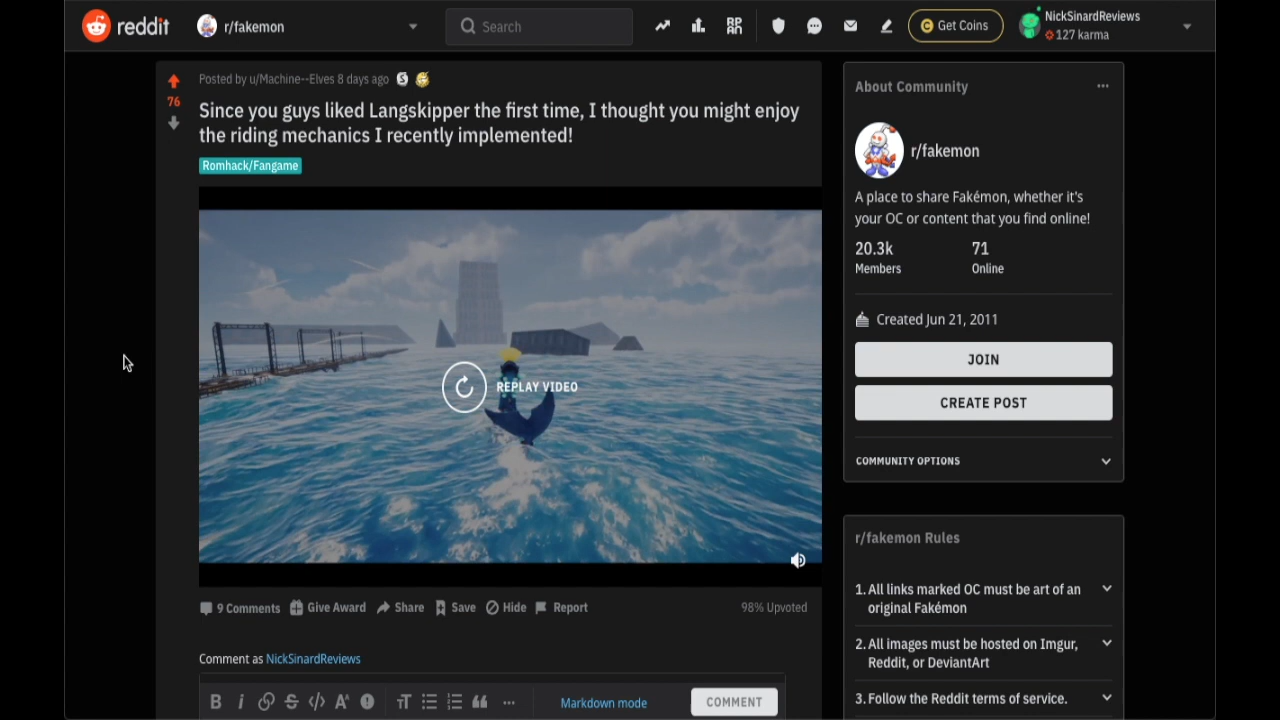 reddit
r/fakemon
Search
Get Coins
NickSinardReviews
127 karma
Posted by u/Machine--Elves 8 days ago
76
Since you guys liked Langskipper the first time, I thought you might enjoy
the riding mechanics I recently implemented!
Romhack/Fangame
REPLAY VIDEO
9 Comments
Give Award
Share
Save
Hide
Report
98% Upvoted
Comment as NickSinardReviews
Markdown mode
COMMENT
About Community
r/fakemon
A place to share Fakémon, whether it's
your OC or content that you find online!
20.3k
Members
71
Online
Created Jun 21, 2011
JOIN
CREATE POST
COMMUNITY OPTIONS
r/fakemon Rules
1. All links marked OC must be art of an
original Fakémon
2. All images must be hosted on Imgur,
Reddit, or DeviantArt
3. Follow the Reddit terms of service.